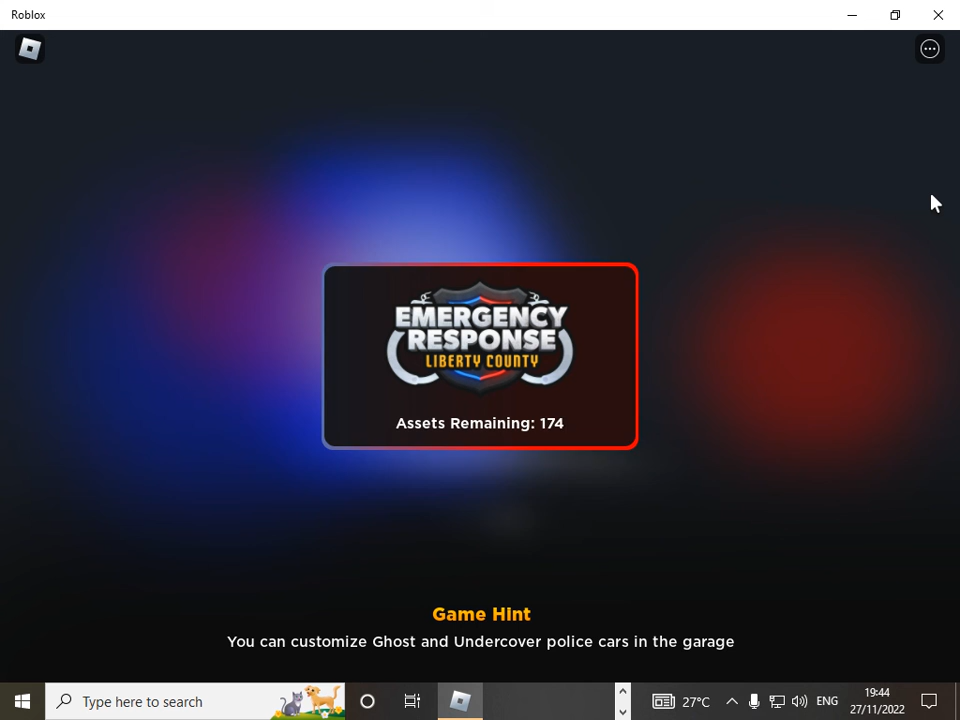 Roblox
EMERGENCY
RESPONSE
LIBERTY COUNTY
Assets Remaining: 174
Game Hint
You can customize Ghost and Undercover police cars in the garage
Type here to search
27°C
ENG
19:44
27/11/2022